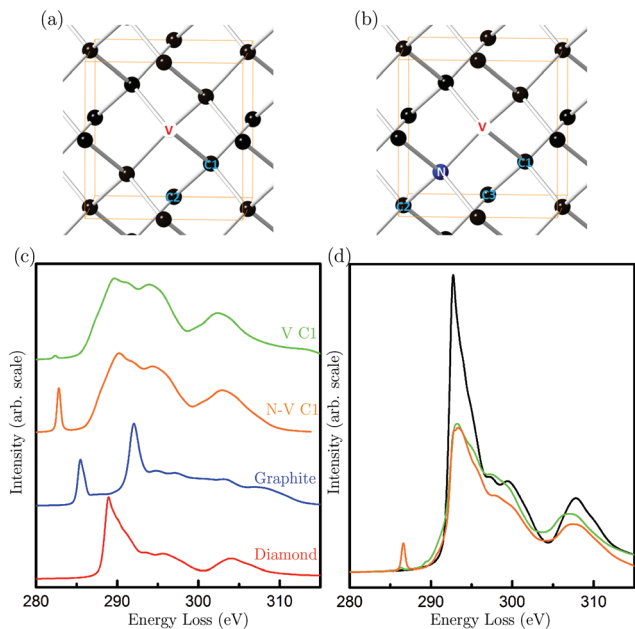 (a)
(b)
V
C1
C2
V
N
C1
C2
C3
(c)
(d)
V C1
N-V C1
Graphite
Diamond
Intensity (arb. scale)
280 290 300 310
Energy Loss (eV)
Intensity (arb. scale)
280 290 300 310
Energy Loss (eV)